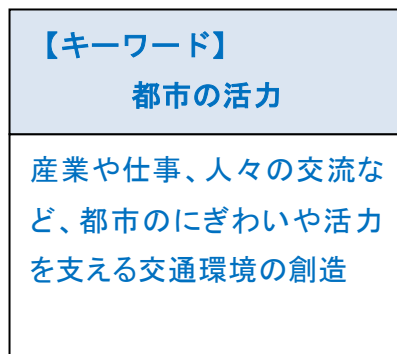 【キーワード】
都市の活力
産業や仕事、人々の交流な
ど、都市のにぎわいや活力
を支える交通環境の創造